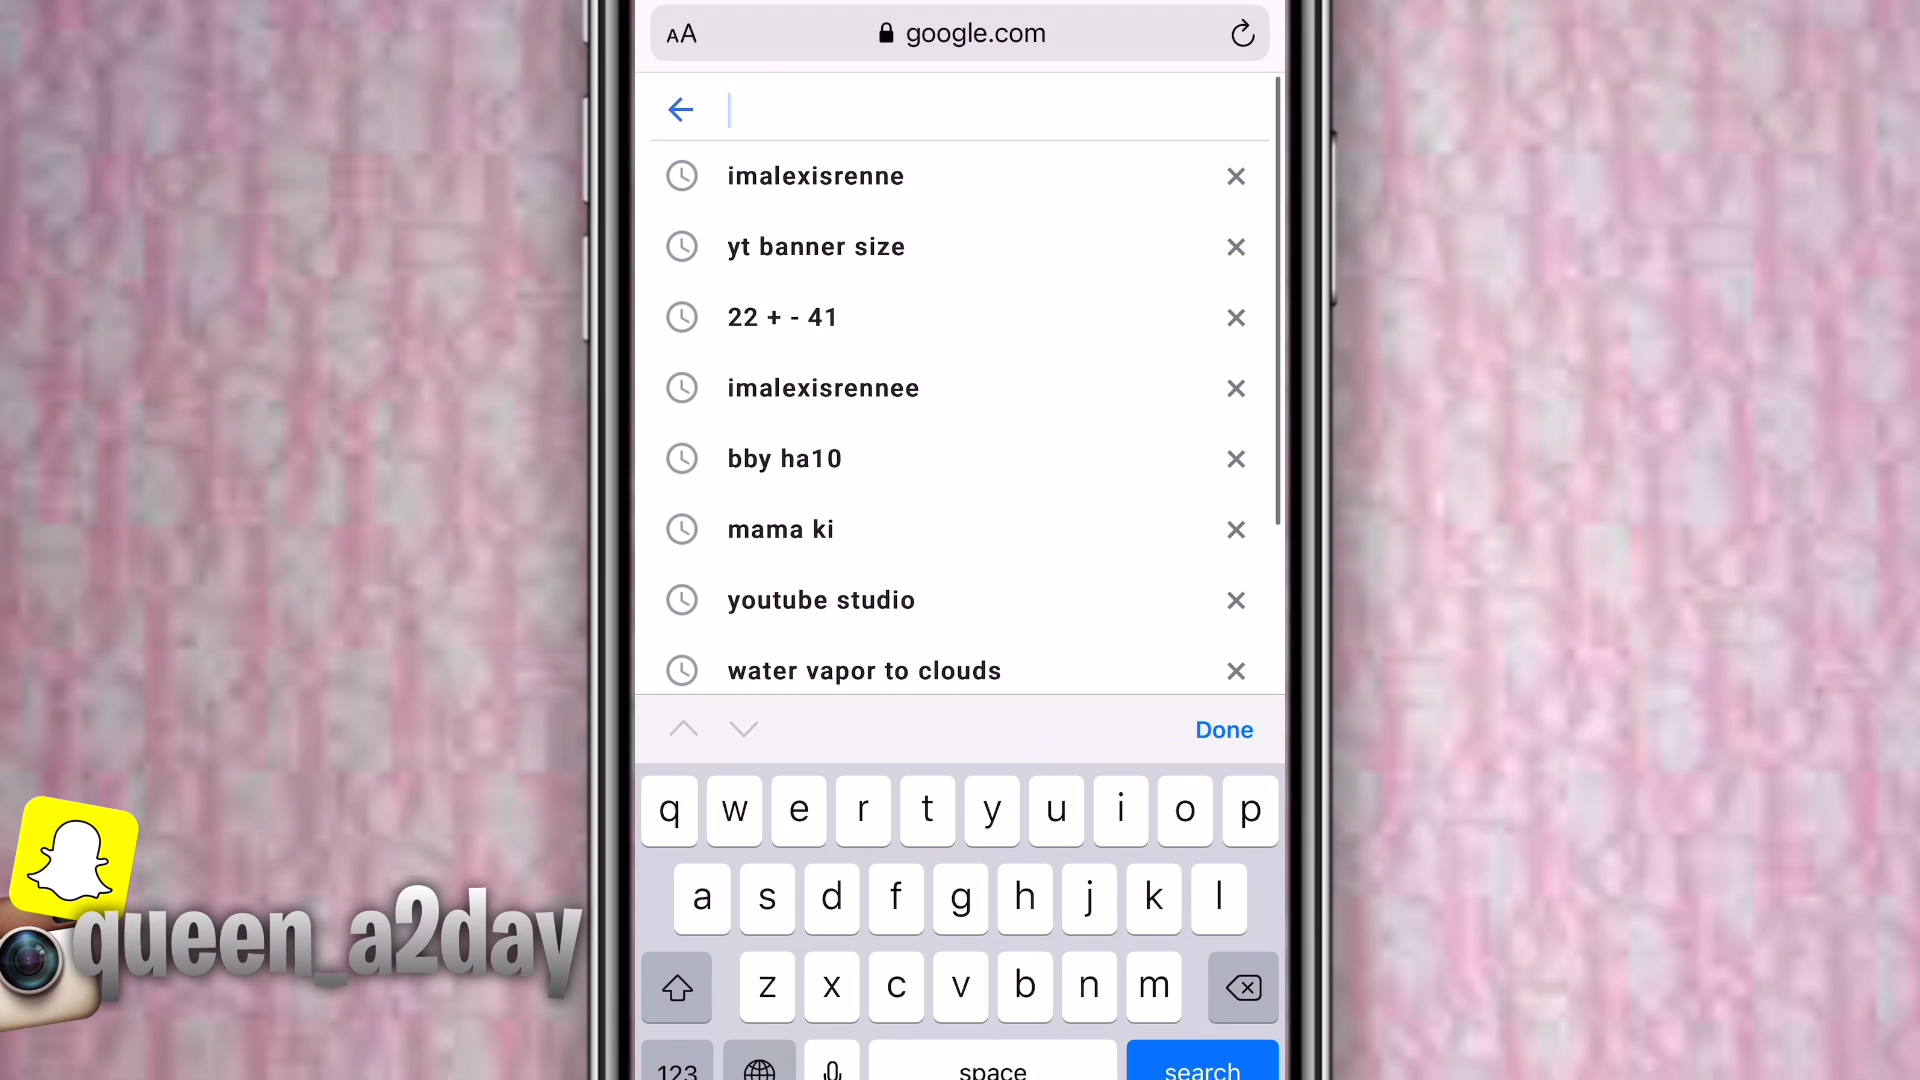 AA google.com
imalexisrenne
yt banner size
22 + - 41
imalexisrennee
bby ha10
mama ki
youtube studio
water vapor to clouds
Done
q w e r t y u i o p
a s d f g h j k l
z x c v b n m
123 space search
queen_a2day